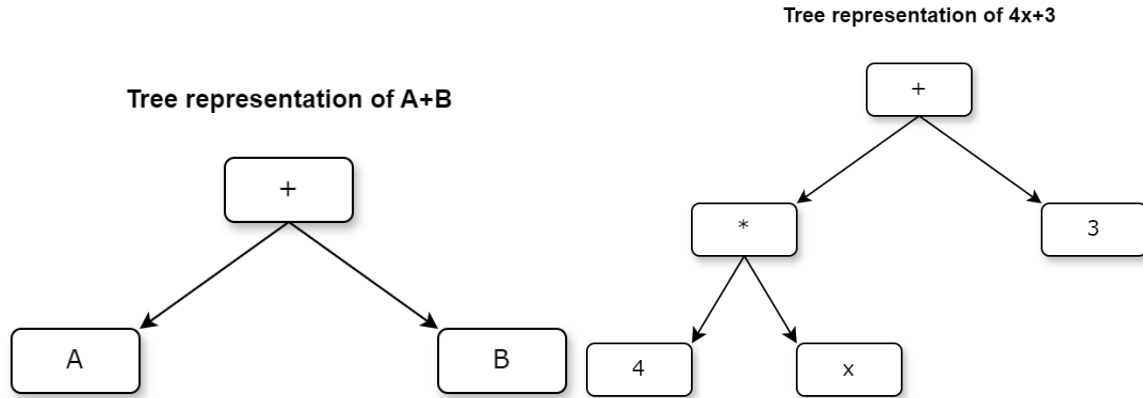 Tree representation of A+B
+
A
B
Tree representation of 4x+3
+
*
3
4
x